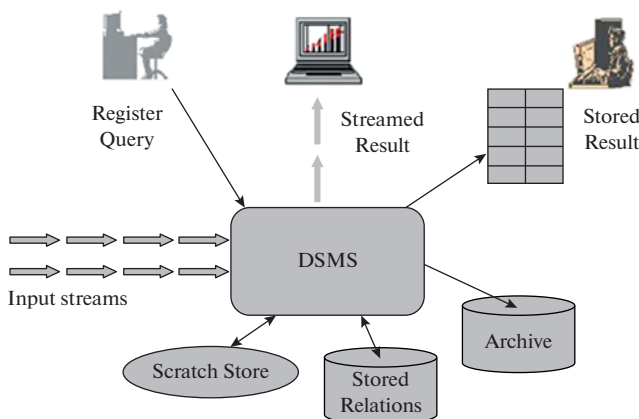 Register
Query
Streamed
Result
Stored
Result
DSMS
Input streams
Scratch Store
Stored
Relations
Archive